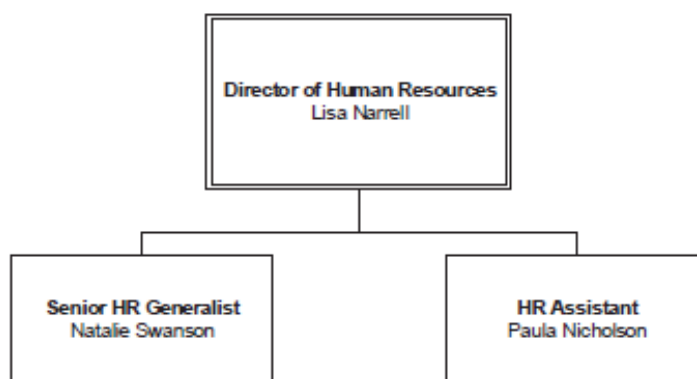 Director of Human Resources
Lisa Narrell
Senior HR Generalist
Natalie Swanson
HR Assistant
Paula Nicholson